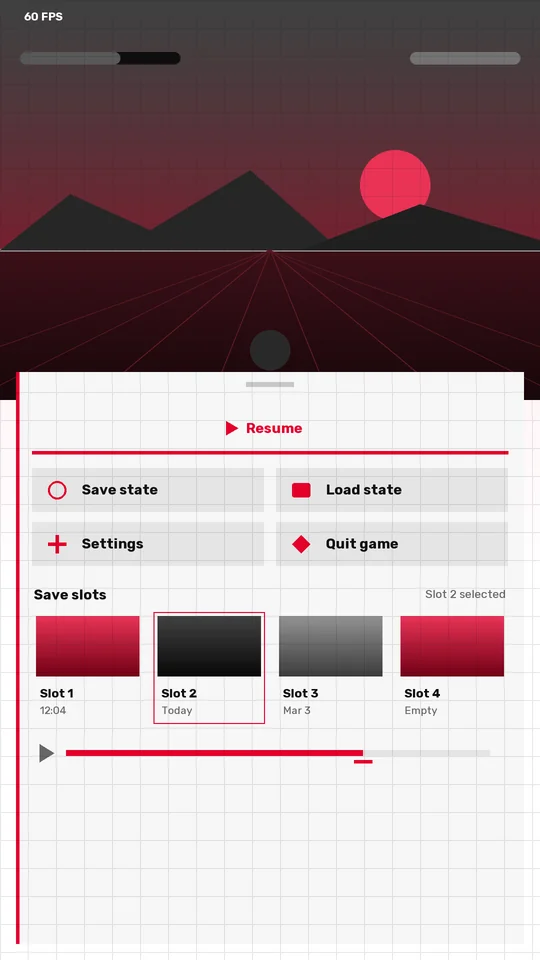 60 FPS
Resume
Save state
Load state
Settings
Quit game
Save slots
Slot 2 selected
Slot 1
Slot 2
Slot 3
Slot 4
12:04
Today
Mar 3
Empty